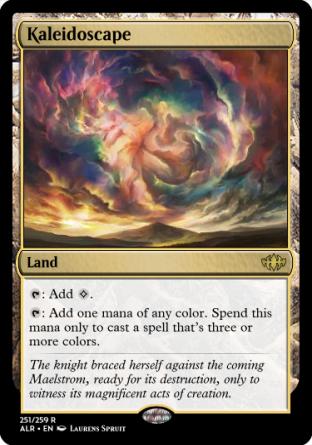 Kaleidoscape
Land
: Add .
: Add one mana of any color. Spend this
mana only to cast a spell that's three or
more colors.
The knight braced herself against the coming
Maelstrom, ready for its destruction, only to
witness its magnificent acts of creation.
251/259 R
ALR • EN Laurens Spruit